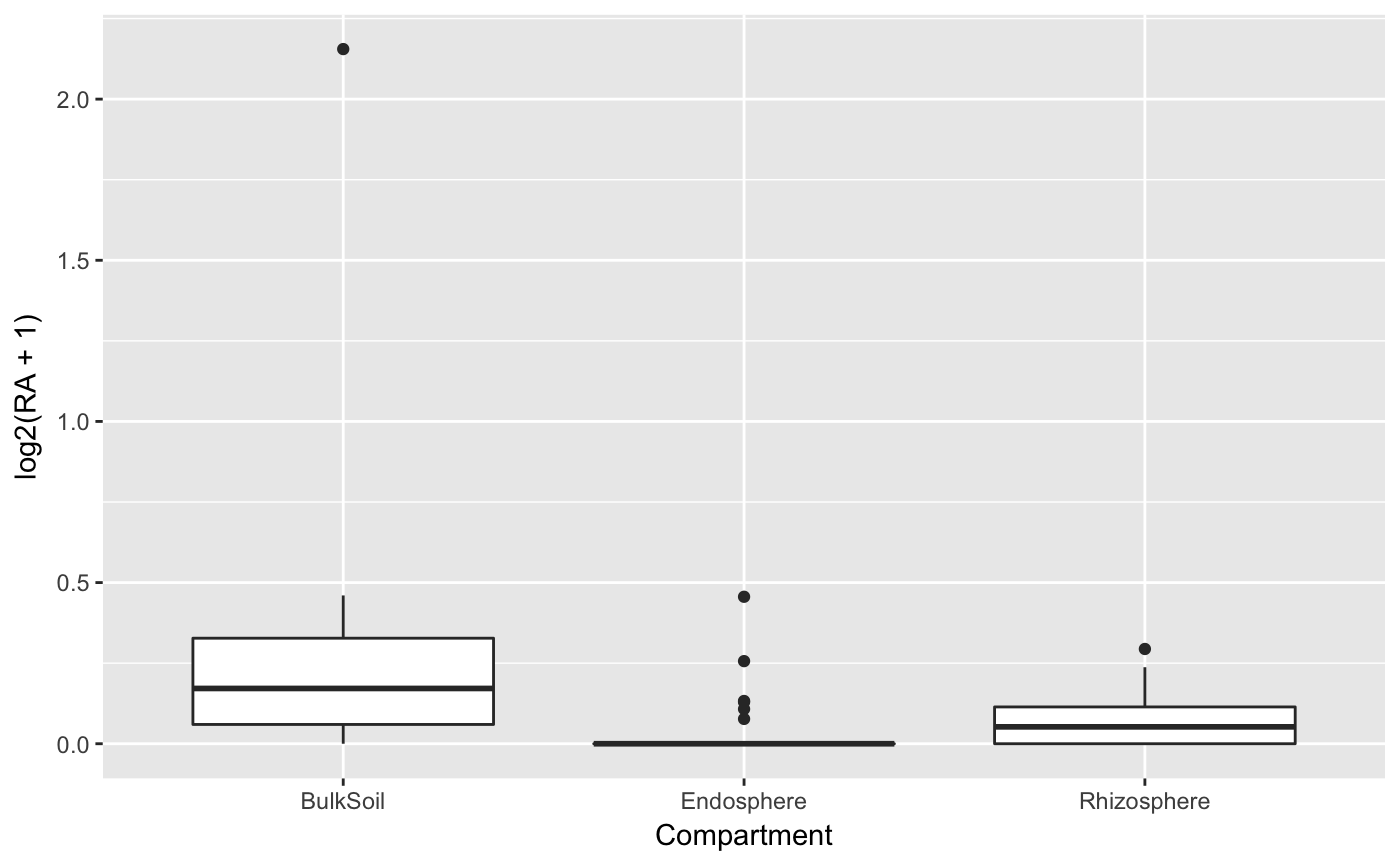 log2(RA + 1)
2.0
1.5
1.0
0.5
0.0
BulkSoil
Endosphere
Rhizosphere
Compartment